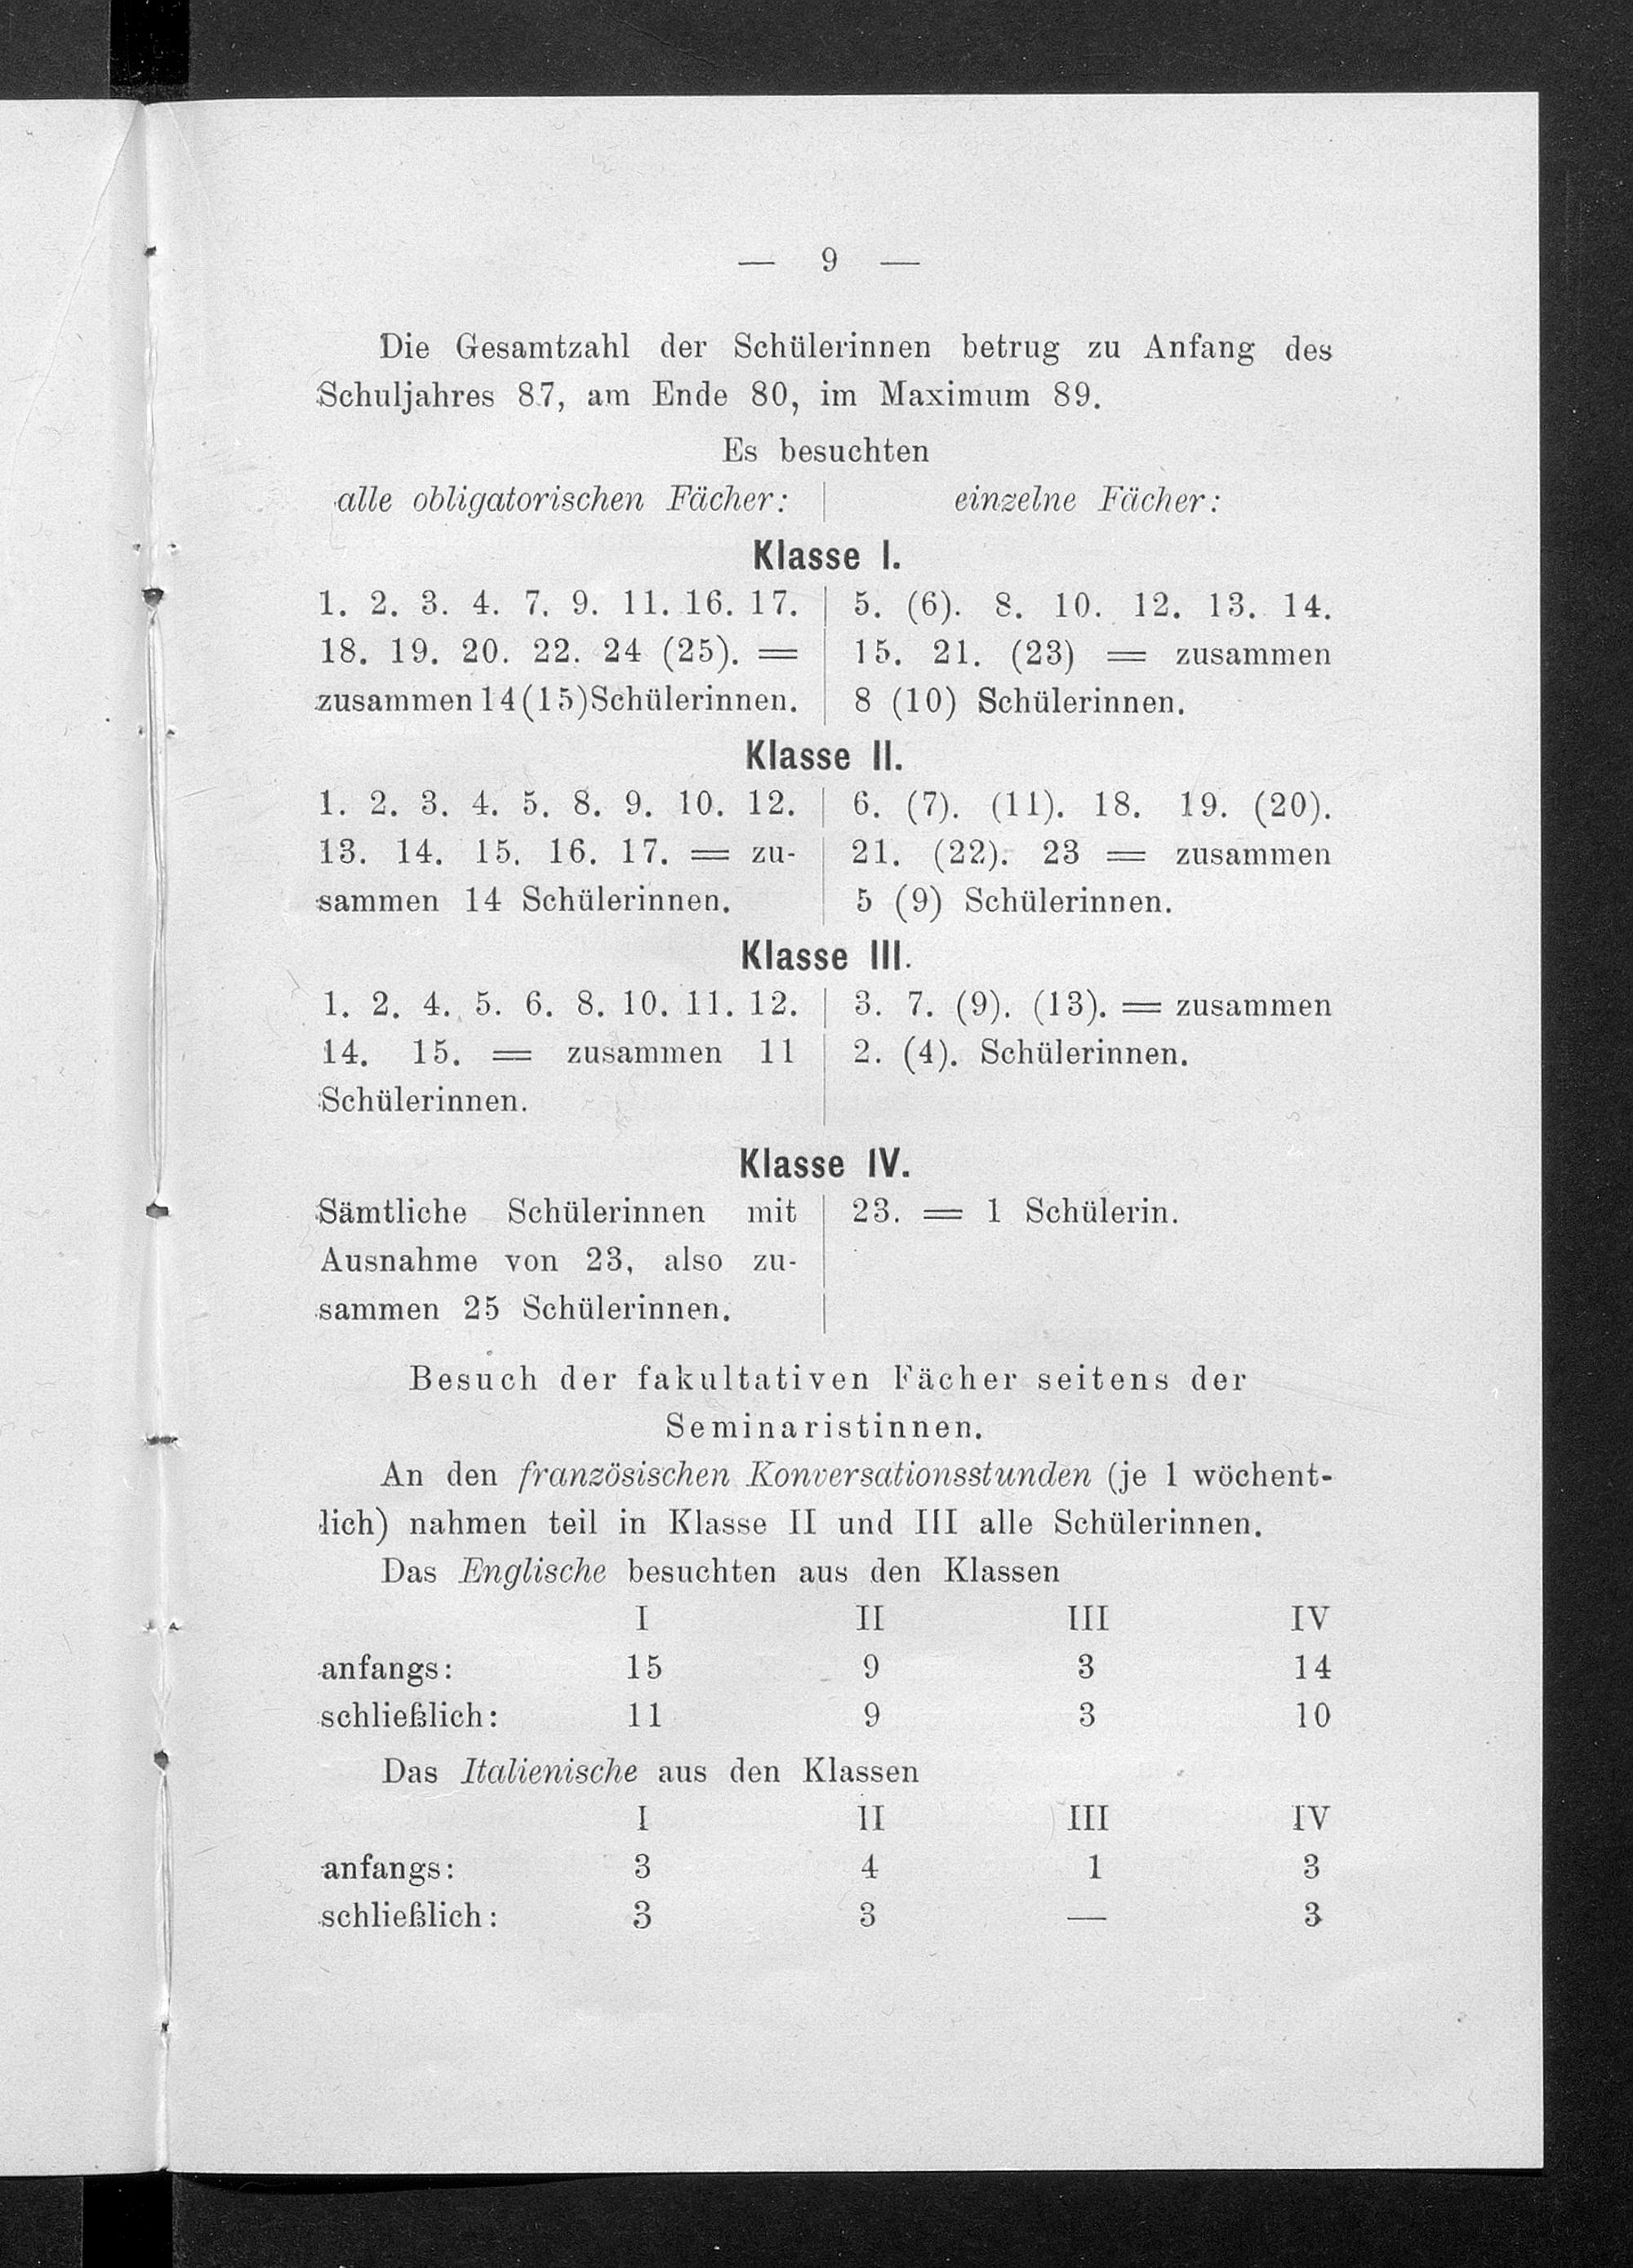 — 9 —
Die Gesamtzahl der Schülerinnen betrug zu Anfang des
Schuljahres 87, am Ende 80, im Maximum 89.
Es besuchten
alle obligatorischen Fächer: | einzelne Fächer:
Klasse I.
1. 2. 3. 4. 7. 9. 11. 16. 17. | 5. (6). 8. 10. 12. 13. 14.
18. 19. 20. 22. 24 (25). = | 15. 21. (23) = zusammen
zusammen 14(15)Schülerinnen. | 8 (10) Schülerinnen.
Klasse II.
1. 2. 3. 4. 5. 8. 9. 10. 12. | 6. (7). (11). 18. 19. (20).
13. 14. 15. 16. 17. = zu- | 21. (22). 23 = zusammen
sammen 14 Schülerinnen. | 5 (9) Schülerinnen.
Klasse III.
1. 2. 4. 5. 6. 8. 10. 11. 12. | 3. 7. (9). (13). = zusammen
14. 15. = zusammen 11 | 2. (4). Schülerinnen.
Schülerinnen.
Klasse IV.
Sämtliche Schülerinnen mit | 23. = 1 Schülerin.
Ausnahme von 23, also zu-
sammen 25 Schülerinnen.
Besuch der fakultativen Fächer seitens der
Seminaristinnen.
An den französischen Konversationsstunden (je 1 wöchent-
lich) nahmen teil in Klasse II und III alle Schülerinnen.
Das Englische besuchten aus den Klassen
I II III IV
anfangs: 15 9 3 14
schließlich: 11 9 3 10
Das Italienische aus den Klassen
I II III IV
anfangs: 3 4 1 3
schließlich: 3 3 — 3